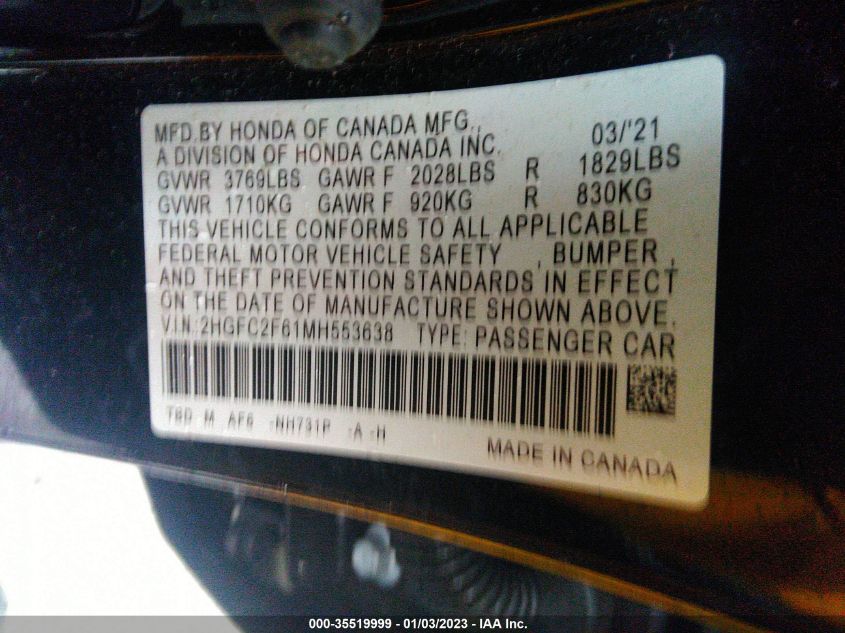 MFD.BY HONDA OF CANADA MFG., 03/'21
A DIVISION OF HONDA CANADA INC.
GVWR 3769LBS GAWR F 2028LBS R 1829LBS
GVWR 1710KG GAWR F 920KG R 830KG
THIS VEHICLE CONFORMS TO ALL APPLICABLE
FEDERAL MOTOR VEHICLE SAFETY , BUMPER ,
AND THEFT PREVENTION STANDARDS IN EFFECT
ON THE DATE OF MANUFACTURE SHOWN ABOVE.
V.I.N.:2HGFC2F61MH553638 TYPE: PASSENGER CAR
TBD M AF6 -NH731P -A -H
MADE IN CANADA
000-35519999 — 01/03/2023 — IAA Inc.